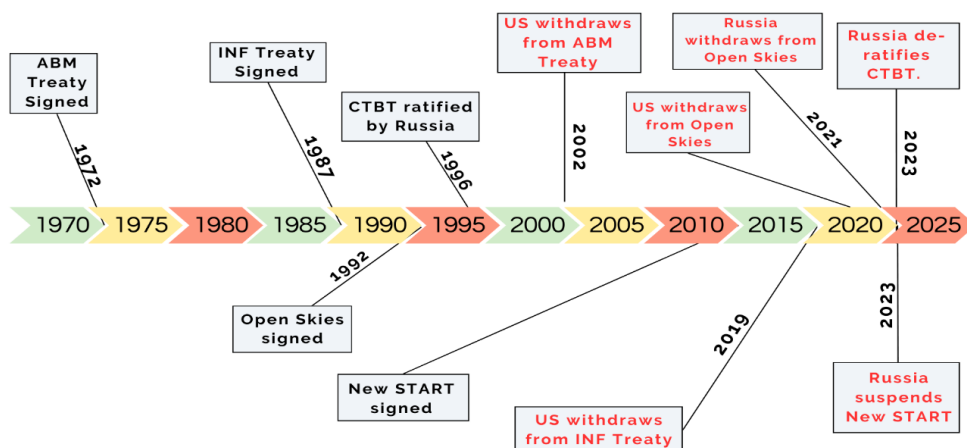 ABM
Treaty
Signed
1972
INF Treaty
Signed
1987
CTBT ratified
by Russia
1996
US withdraws
from ABM
Treaty
2002
US withdraws
from Open
Skies
Russia
withdraws from
Open Skies
2021
Russia de-
ratifies
CTBT.
2023
1970
1975
1980
1985
1990
1995
2000
2005
2010
2015
2020
2025
1992
Open Skies
signed
New START
signed
2019
US withdraws
from INF Treaty
2023
Russia
suspends
New START